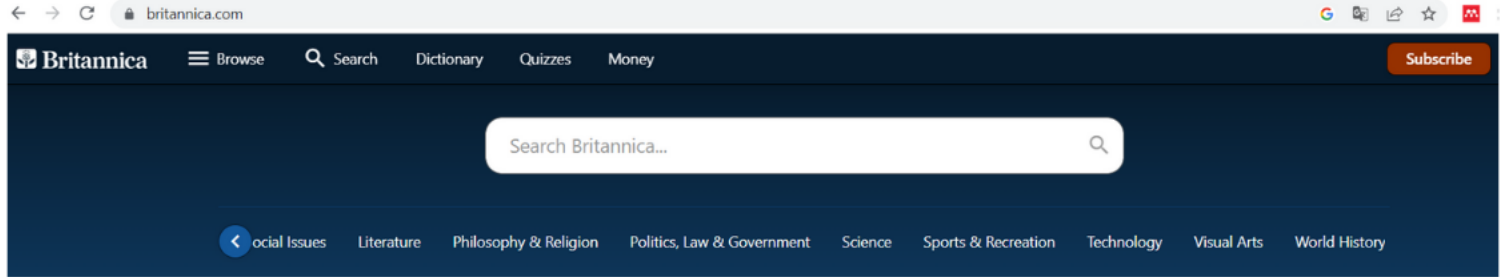 britannica.com
Britannica Browse Search Dictionary Quizzes Money Subscribe
Search Britannica...
ocial Issues Literature Philosophy & Religion Politics, Law & Government Science Sports & Recreation Technology Visual Arts World History